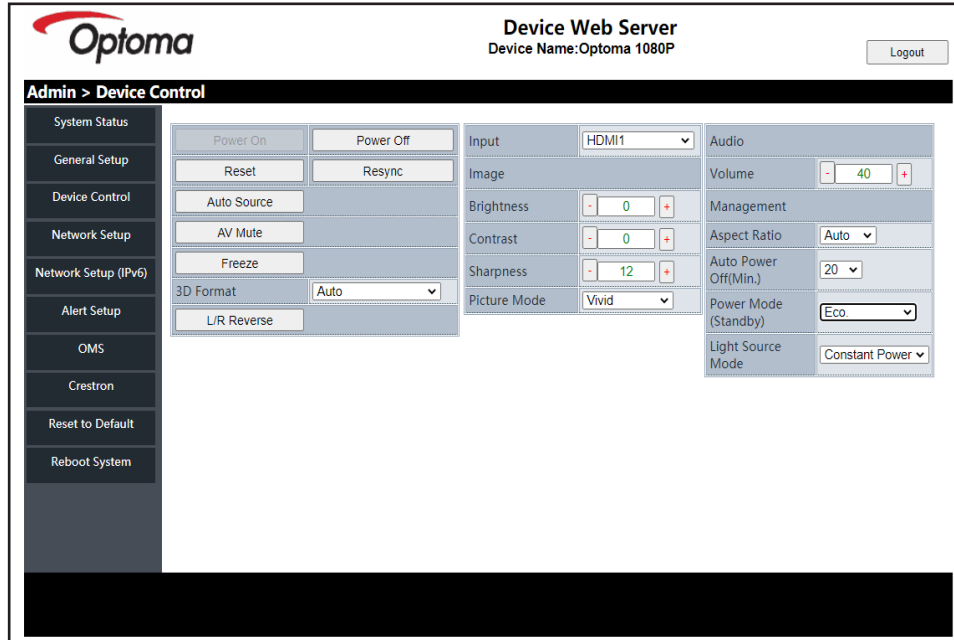 Optoma
Device Web Server
Device Name:Optoma 1080P
Logout
Admin > Device Control
System Status
General Setup
Device Control
Network Setup
Network Setup (IPv6)
Alert Setup
OMS
Crestron
Reset to Default
Reboot System
Power On Power Off
Reset Resync
Auto Source
AV Mute
Freeze
3D Format Auto
L/R Reverse
Input HDMI1
Image
Brightness - 0 +
Contrast - 0 +
Sharpness - 12 +
Picture Mode Vivid
Audio
Volume - 40 +
Management
Aspect Ratio Auto
Auto Power
Off(Min.) 20
Power Mode
(Standby) Eco.
Light Source
Mode Constant Power